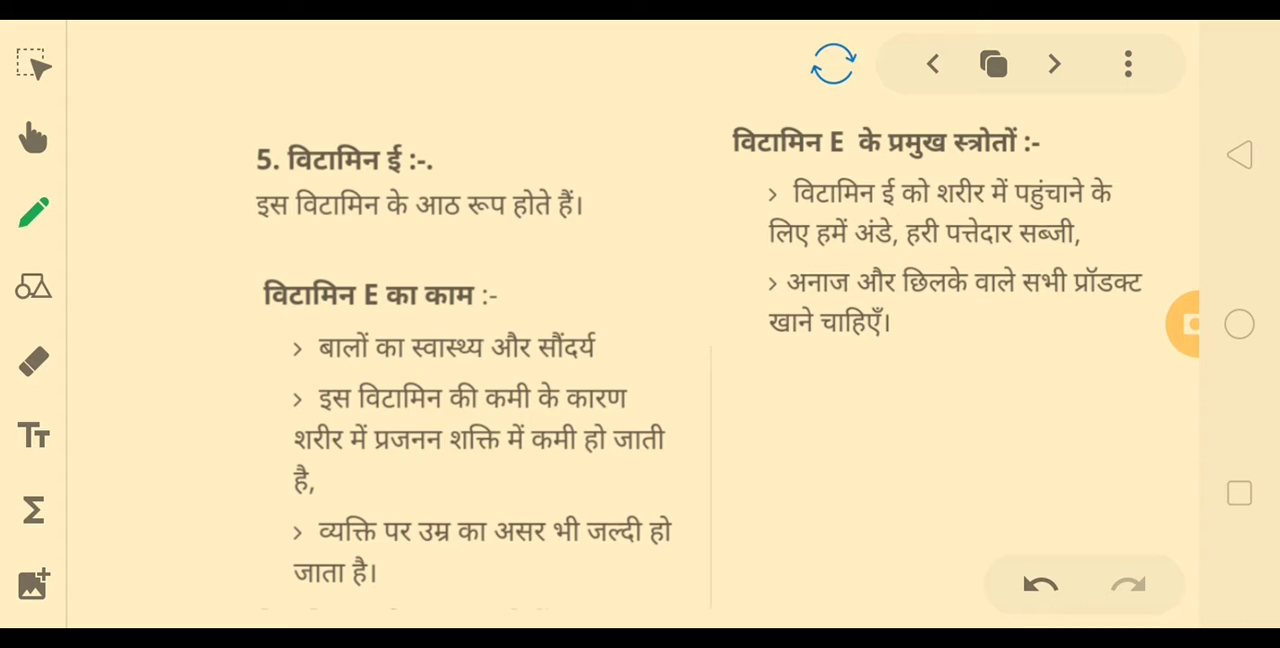 5. विटामिन ई :-.
इस विटामिन के आठ रूप होते हैं।
विटामिन E का काम :-
> बालों का स्वास्थ्य और सौंदर्य
> इस विटामिन की कमी के कारण
शरीर में प्रजनन शक्ति में कमी हो जाती
है,
> व्यक्ति पर उम्र का असर भी जल्दी हो
जाता है।
विटामिन E के प्रमुख स्त्रोतों :-
> विटामिन ई को शरीर में पहुंचाने के
लिए हमें अंडे, हरी पत्तेदार सब्जी,
> अनाज और छिलके वाले सभी प्रॉडक्ट
खाने चाहिएँ।